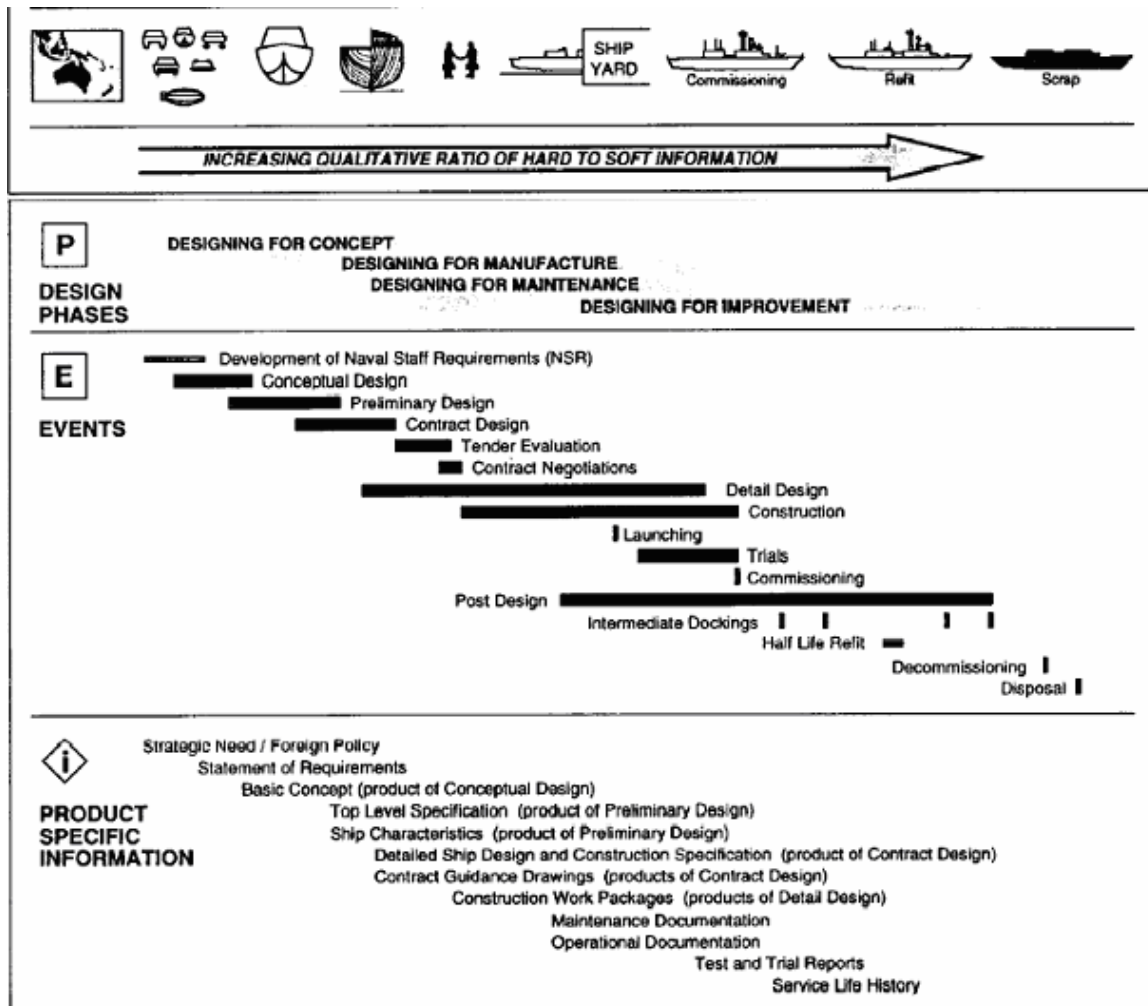 SHIP
YARD
Commissioning
Refit
Scrap
INCREASING QUALITATIVE RATIO OF HARD TO SOFT INFORMATION
P
DESIGN
PHASES
DESIGNING FOR CONCEPT
DESIGNING FOR MANUFACTURE
DESIGNING FOR MAINTENANCE
DESIGNING FOR IMPROVEMENT
E
EVENTS
Development of Naval Staff Requirements (NSR)
Conceptual Design
Preliminary Design
Contract Design
Tender Evaluation
Contract Negotiations
Detail Design
Construction
Launching
Trials
Commissioning
Post Design
Intermediate Dockings
Half Life Refit
Decommissioning
Disposal
i
PRODUCT
SPECIFIC
INFORMATION
Strategic Need / Foreign Policy
Statement of Requirements
Basic Concept (product of Conceptual Design)
Top Level Specification (product of Preliminary Design)
Ship Characteristics (product of Preliminary Design)
Detailed Ship Design and Construction Specification (product of Contract Design)
Contract Guidance Drawings (products of Contract Design)
Construction Work Packages (products of Detail Design)
Maintenance Documentation
Operational Documentation
Test and Trial Reports
Service Life History